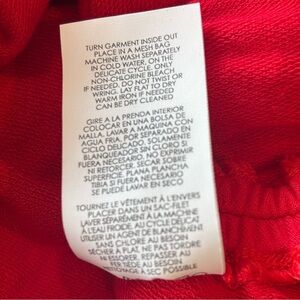 TURN GARMENT INSIDE OUT
PLACE IN A MESH BAG
MACHINE WASH SEPARATELY
IN COLD WATER, ON THE
DELICATE CYCLE. ONLY
NON-CHLORINE BLEACH
IF NEEDED. DO NOT TWIST OR
WRING. LAY FLAT TO DRY
WARM IRON IF NEEDED
CAN BE DRY CLEANED
GIRE A LA PRENDA INTERIOR
COLOCAR EN UNA BOLSA DE
MALLA. LAVAR A MAQUINA CON
AGUA FRIA, POR SEPARADO EN
CICLO DELICADO. SOLAMENTE
BLANQUEADOR SIN CLORO SI
FUERA NECESARIO. NO EXPRIMIR
NI RETORCER. SECAR SOBRE
SUPERFICIE. PLANA PLANCHA
TIBIA SI FUERA NECESARIO
SE PUEDE LAVAR EN SECO
TOURNEZ LE VÊTEMENT À L'ENVERS
PLACER DANS UN SAC-FILET
LAVER SÉPARÉMENT À LA MACHINE
À L'EAU FROIDE, AU CYCLE DÉLICAT
UTILISER UN AGENT DE BLANCHIMENT
SANS CHLORE AU BESOIN
SÉCHER À PLAT, NE PAS TORDRE
NI ESSORER. REPASSER AU
FER TIÈDE AU BESOIN
NETTOYAGE À SEC POSSIBLE